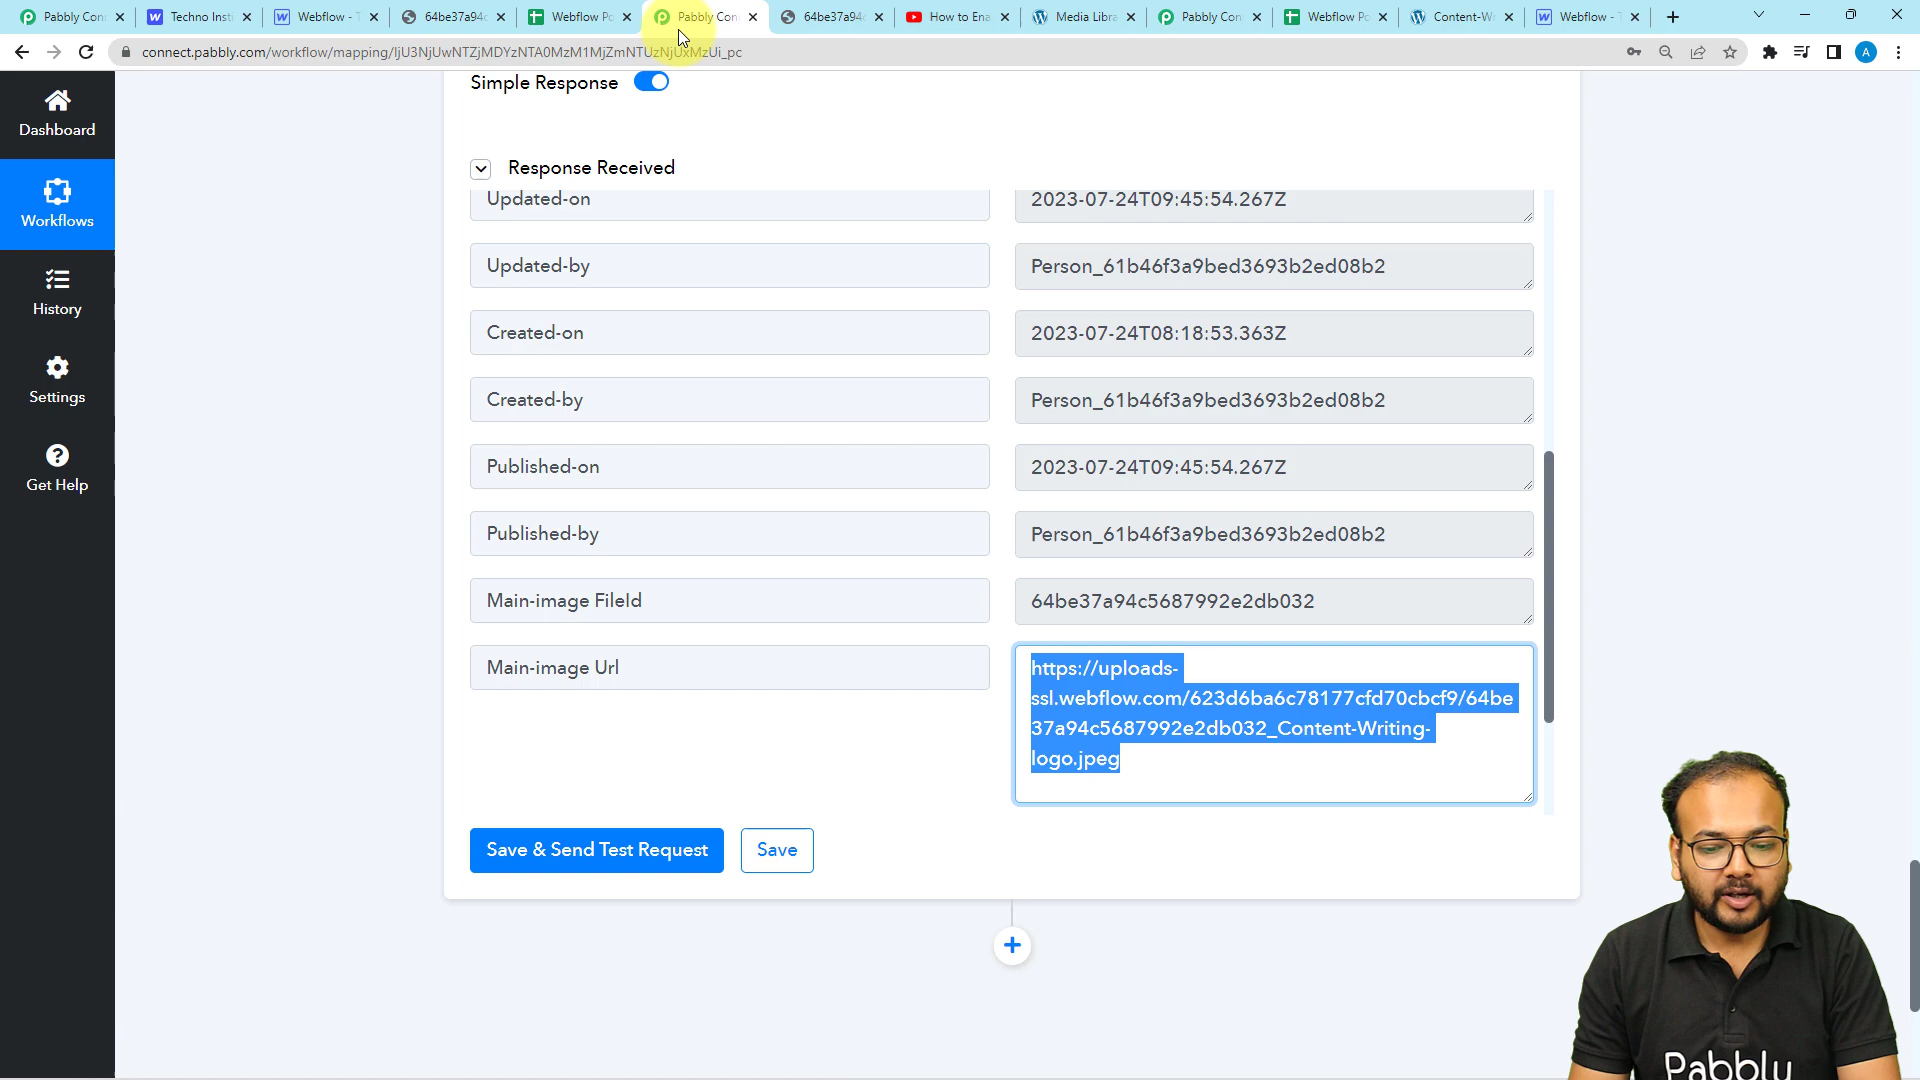 Pabbly Con
Techno Insti
Webflow - T
64be37a94c
Webflow Po
Pabbly Con
64be37a94c
How to Ena
Media Libra
Pabbly Con
Webflow Po
Content-W
Webflow - T
connect.pabbly.com/workflow/mapping/IjU3NjUwNTZjMDYzNTA0MzM1MjZmNTUzNjUxMzUi_pc
A
Simple Response
Dashboard
Workflows
History
Settings
Get Help
Response Received
Updated-on
2023-07-24T09:45:54.267Z
Updated-by
Person_61b46f3a9bed3693b2ed08b2
Created-on
2023-07-24T08:18:53.363Z
Created-by
Person_61b46f3a9bed3693b2ed08b2
Published-on
2023-07-24T09:45:54.267Z
Published-by
Person_61b46f3a9bed3693b2ed08b2
Main-image FileId
64be37a94c5687992e2db032
Main-image Url
https://uploads-
ssl.webflow.com/623d6ba6c78177cfd70cbcf9/64be
37a94c5687992e2db032_Content-Writing-
logo.jpeg
Save & Send Test Request
Save
Pabbly